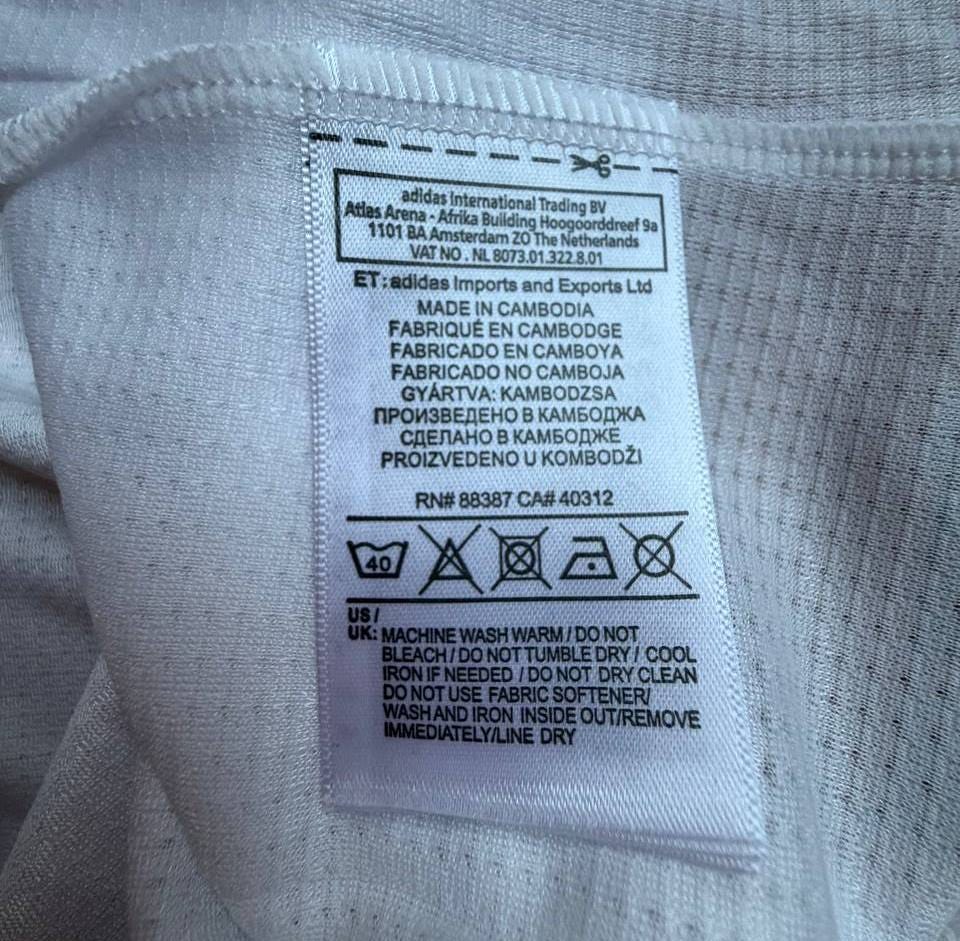 adidas International Trading BV
Atlas Arena - Afrika Building Hoogoorddreef 9a
1101 BA Amsterdam ZO The Netherlands
VAT NO . NL 8073.01.322.8.01
ET: adidas Imports and Exports Ltd
MADE IN CAMBODIA
FABRIQUÉ EN CAMBODGE
FABRICADO EN CAMBOYA
FABRICADO NO CAMBOJA
GYÁRTVA: KAMBODZSA
ПРОИЗВЕДЕНО В КАМБОДЖА
СДЕЛАНО В КАМБОДЖЕ
PROIZVEDENO U KOMBODŽI
RN# 88387 CA# 40312
40
US /
UK: MACHINE WASH WARM / DO NOT
BLEACH / DO NOT TUMBLE DRY / COOL
IRON IF NEEDED / DO NOT DRY CLEAN
DO NOT USE FABRIC SOFTENER/
WASH AND IRON INSIDE OUT/REMOVE
IMMEDIATELY/LINE DRY